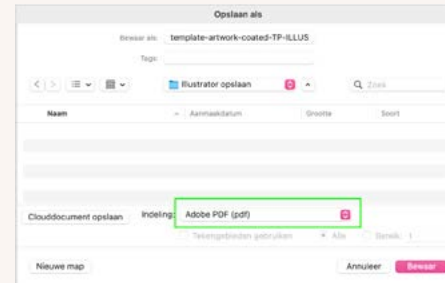 Opslaan als
Bewaar als: template-artwork-coated-TP-ILLUS
Tags:
Illustrator opslaan
Zoek
Naam Aanmaakdatum Grootte Soort
Clouddocument opslaan Indeling: Adobe PDF (pdf)
Tekengebieden gebruiken Alle Bereik: 1
Nieuwe map Annuleer Bewaar